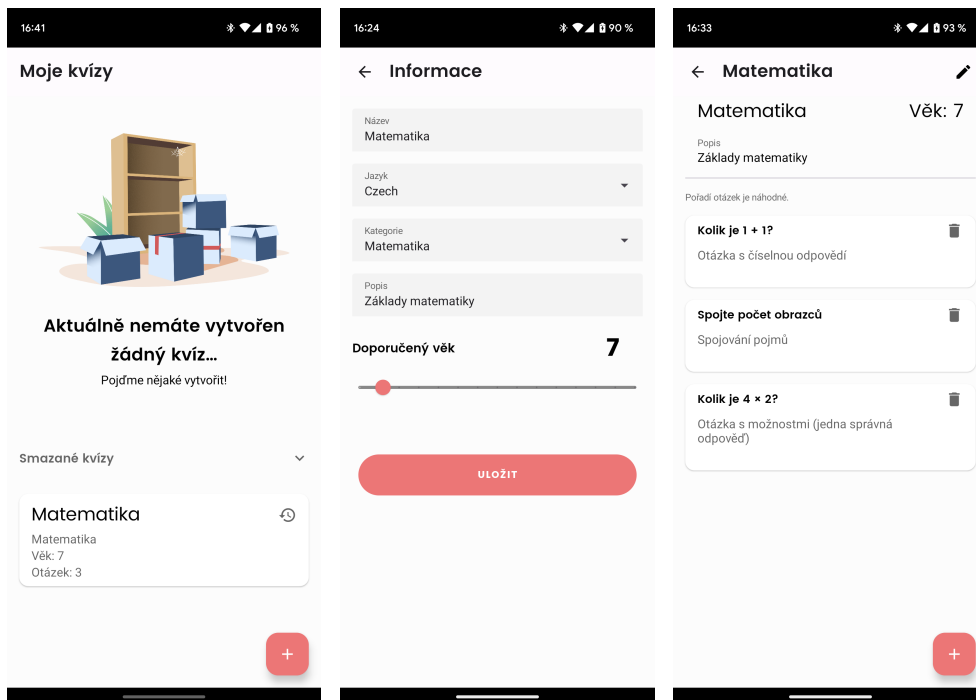 16:41
96 %
Moje kvízy
Aktuálně nemáte vytvořen
žádný kvíz...
Pojďme nějaké vytvořit!
Smazané kvízy
Matematika
Matematika
Věk: 7
Otázek: 3
16:24
90 %
Informace
Název
Matematika
Jazyk
Czech
Kategorie
Matematika
Popis
Základy matematiky
Doporučený věk
7
ULOŽIT
16:33
93 %
Matematika
Matematika
Věk: 7
Popis
Základy matematiky
Pořadí otázek je náhodné.
Kolik je 1 + 1?
Otázka s číselnou odpovědí
Spojte počet obrazců
Spojování pojmů
Kolik je 4 × 2?
Otázka s možnostmi (jedna správná
odpověď)